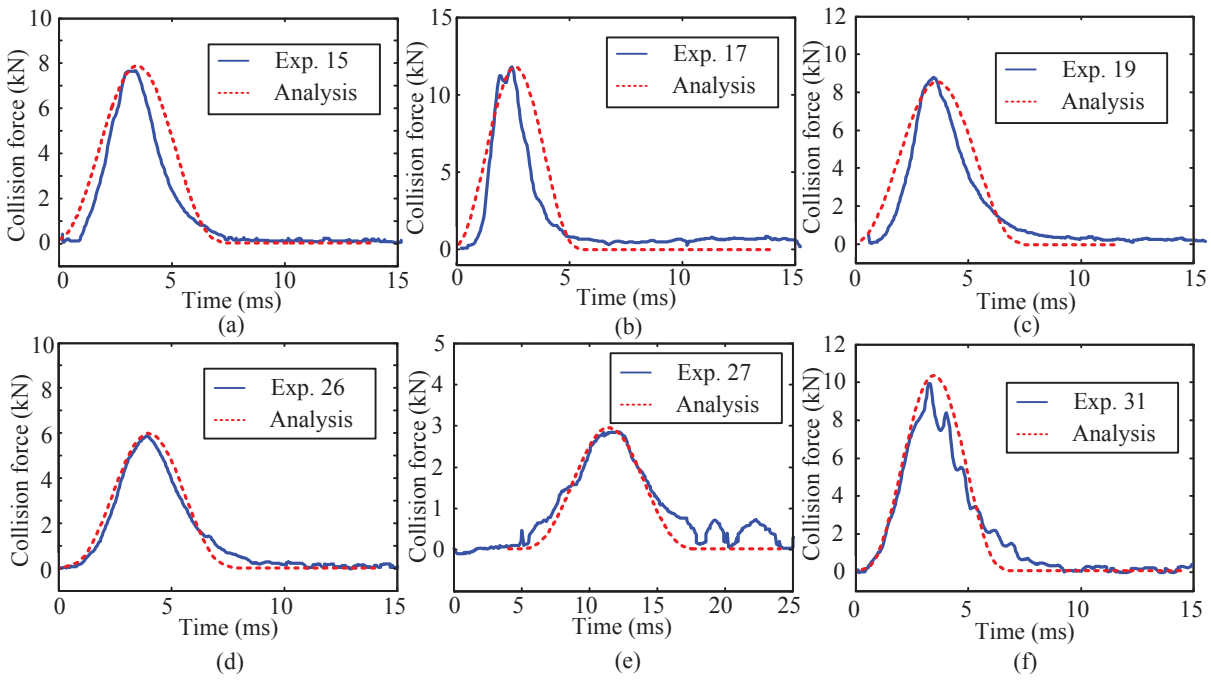 10
8
6
4
2
0
Collision force (kN)
Exp. 15
Analysis
0 5 10 15
Time (ms)
(a)
15
10
5
0
Collision force (kN)
Exp. 17
Analysis
0 5 10 15
Time (ms)
(b)
12
10
8
6
4
2
0
Collision force (kN)
Exp. 19
Analysis
0 5 10 15
Time (ms)
(c)
10
8
6
4
2
0
Collision force (kN)
Exp. 26
Analysis
0 5 10 15
Time (ms)
(d)
5
4
3
2
1
0
Collision force (kN)
Exp. 27
Analysis
0 5 10 15 20 25
Time (ms)
(e)
12
10
8
6
4
2
0
Collision force (kN)
Exp. 31
Analysis
0 5 10 15
Time (ms)
(f)